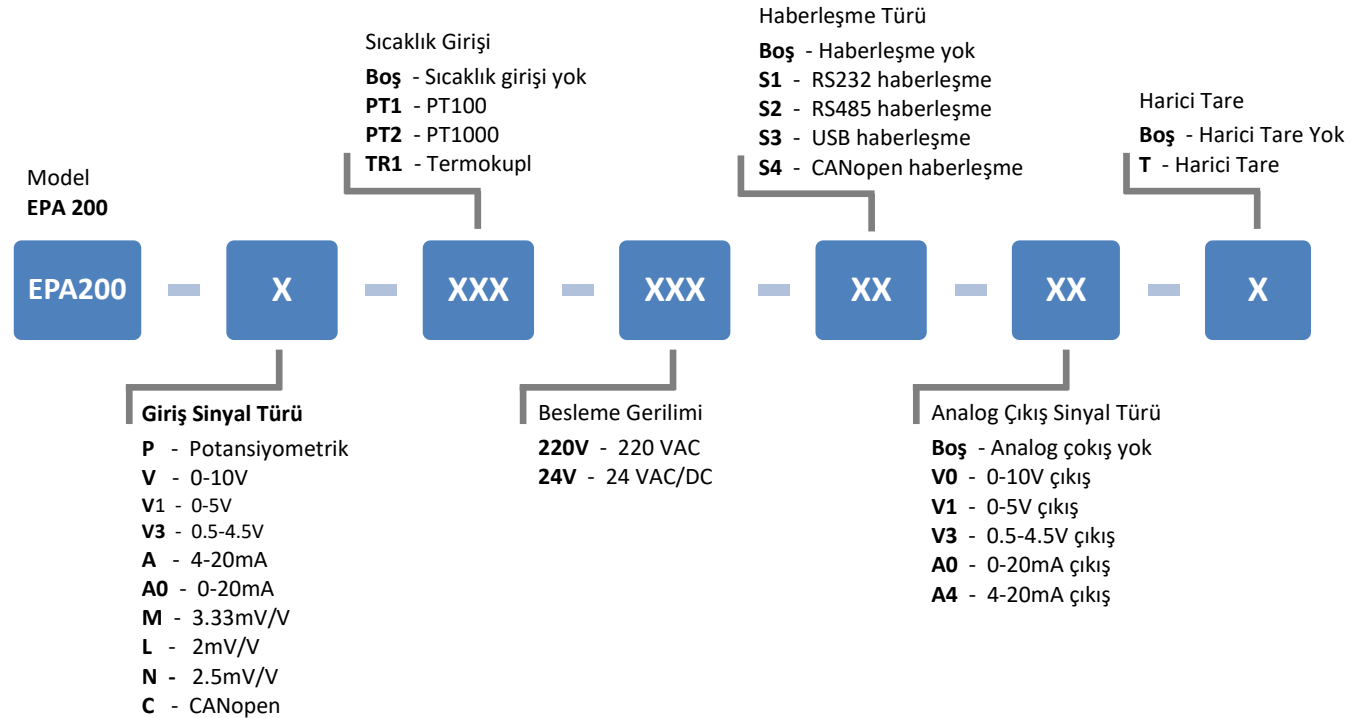 Haberleşme Türü
Boş - Haberleşme yok
S1 - RS232 haberleşme
S2 - RS485 haberleşme
S3 - USB haberleşme
S4 - CANopen haberleşme
Sıcaklık Girişi
Boş - Sıcaklık girişi yok
PT1 - PT100
PT2 - PT1000
TR1 - Termokupl
Harici Tare
Boş - Harici Tare Yok
T - Harici Tare
Model
EPA 200
EPA200 - X - XXX - XXX - XX - XX - X
Giriş Sinyal Türü
P - Potansiyometrik
V - 0-10V
V1 - 0-5V
V3 - 0.5-4.5V
A - 4-20mA
A0 - 0-20mA
M - 3.33mV/V
L - 2mV/V
N - 2.5mV/V
C - CANopen
Besleme Gerilimi
220V - 220 VAC
24V - 24 VAC/DC
Analog Çıkış Sinyal Türü
Boş - Analog çokış yok
V0 - 0-10V çıkış
V1 - 0-5V çıkış
V3 - 0.5-4.5V çıkış
A0 - 0-20mA çıkış
A4 - 4-20mA çıkış